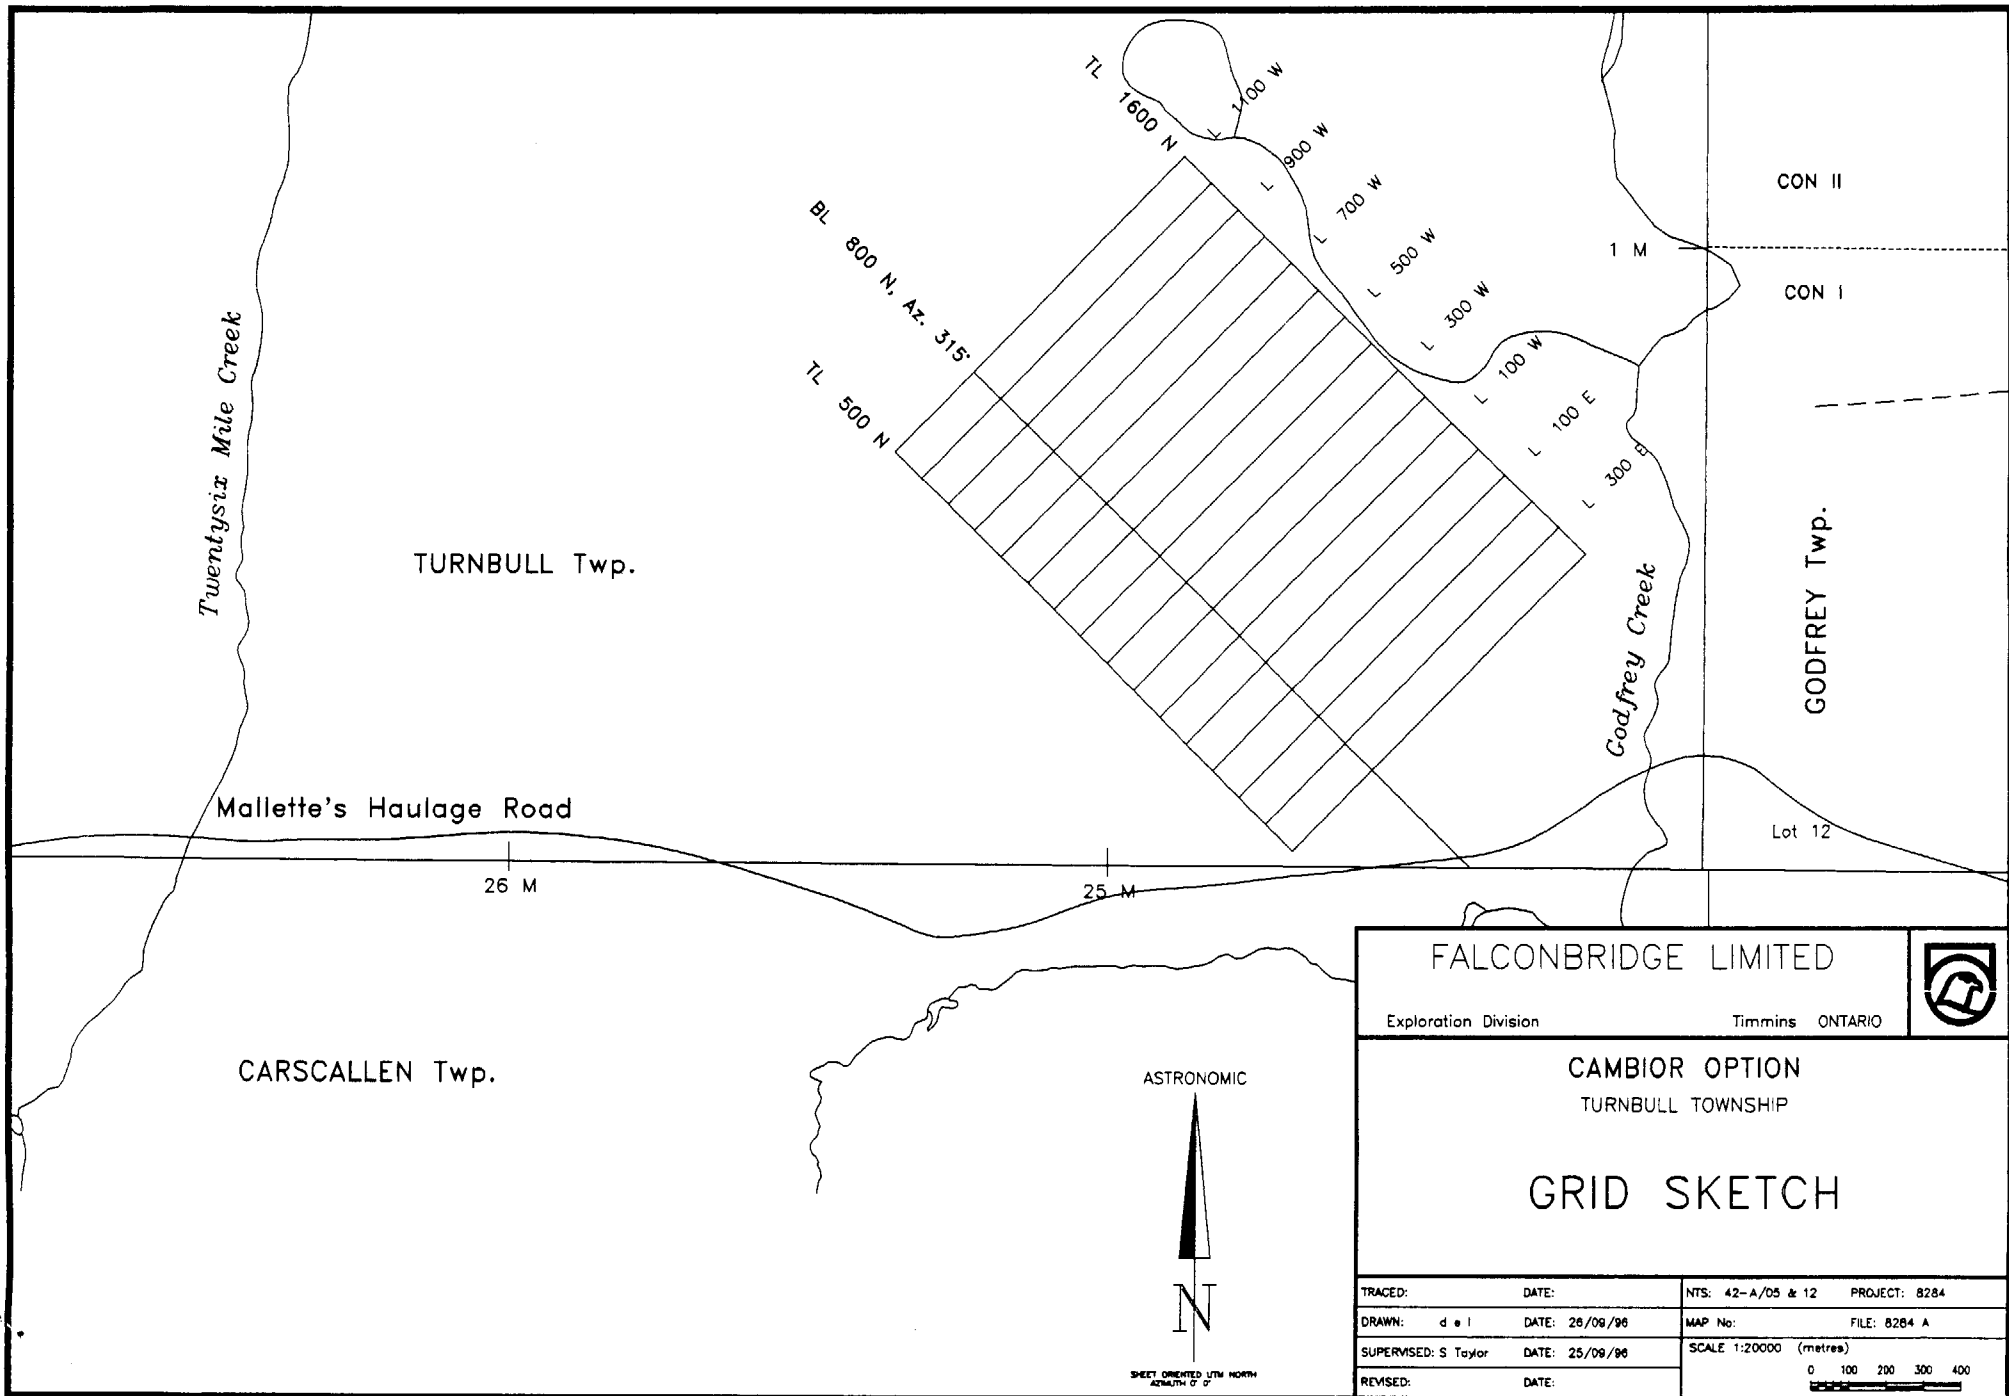 TL 1600 N
L 1100 W
L 900 W
L 700 W
L 500 W
L 300 W
L 100 W
L 100 E
L 300 E
BL 800 N, Az. 315°
TL 500 N
CON II
1 M
CON I
Twentysix Mile Creek
TURNBULL Twp.
Godfrey Creek
GODFREY Twp.
Mallette's Haulage Road
Lot 12
26 M
25 M
CARSCALLEN Twp.
ASTRONOMIC
N
SHEET ORIENTED UTM NORTH
AZIMUTH 0° 0'
FALCONBRIDGE LIMITED
Exploration Division Timmins ONTARIO
CAMBIOR OPTION
TURNBULL TOWNSHIP
GRID SKETCH
TRACED: DATE: NTS: 42-A/05 & 12 PROJECT: 8284
DRAWN: d e l DATE: 26/09/96 MAP No: FILE: 8284 A
SUPERVISED: S Taylor DATE: 25/09/96 SCALE 1:20000 (metres)
REVISED: DATE: 0 100 200 300 400